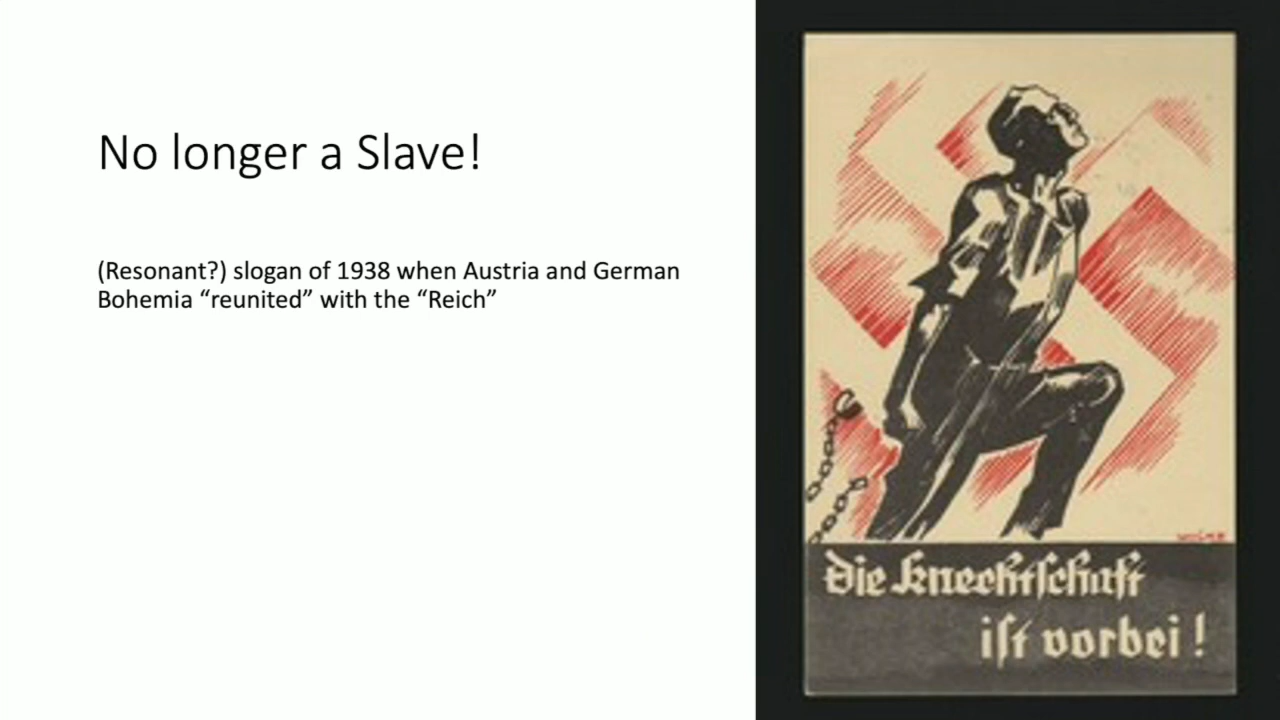 No longer a Slave!
(Resonant?) slogan of 1938 when Austria and German
Bohemia “reunited” with the “Reich”
Die Knechtschaft
ist vorbei!